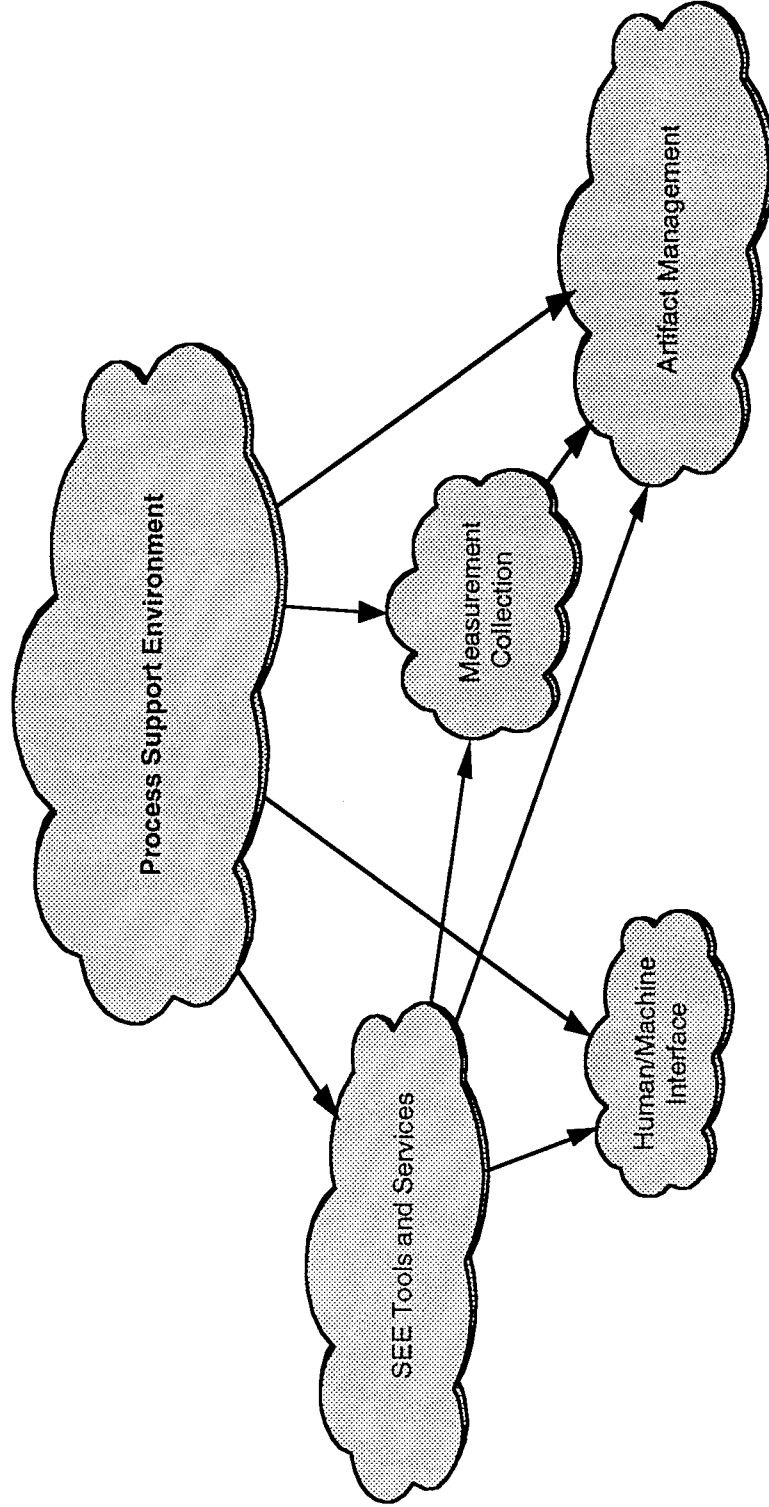 Process Support Environment
SEE Tools and Services
Measurement
Collection
Human/Machine
Interface
Artifact Management